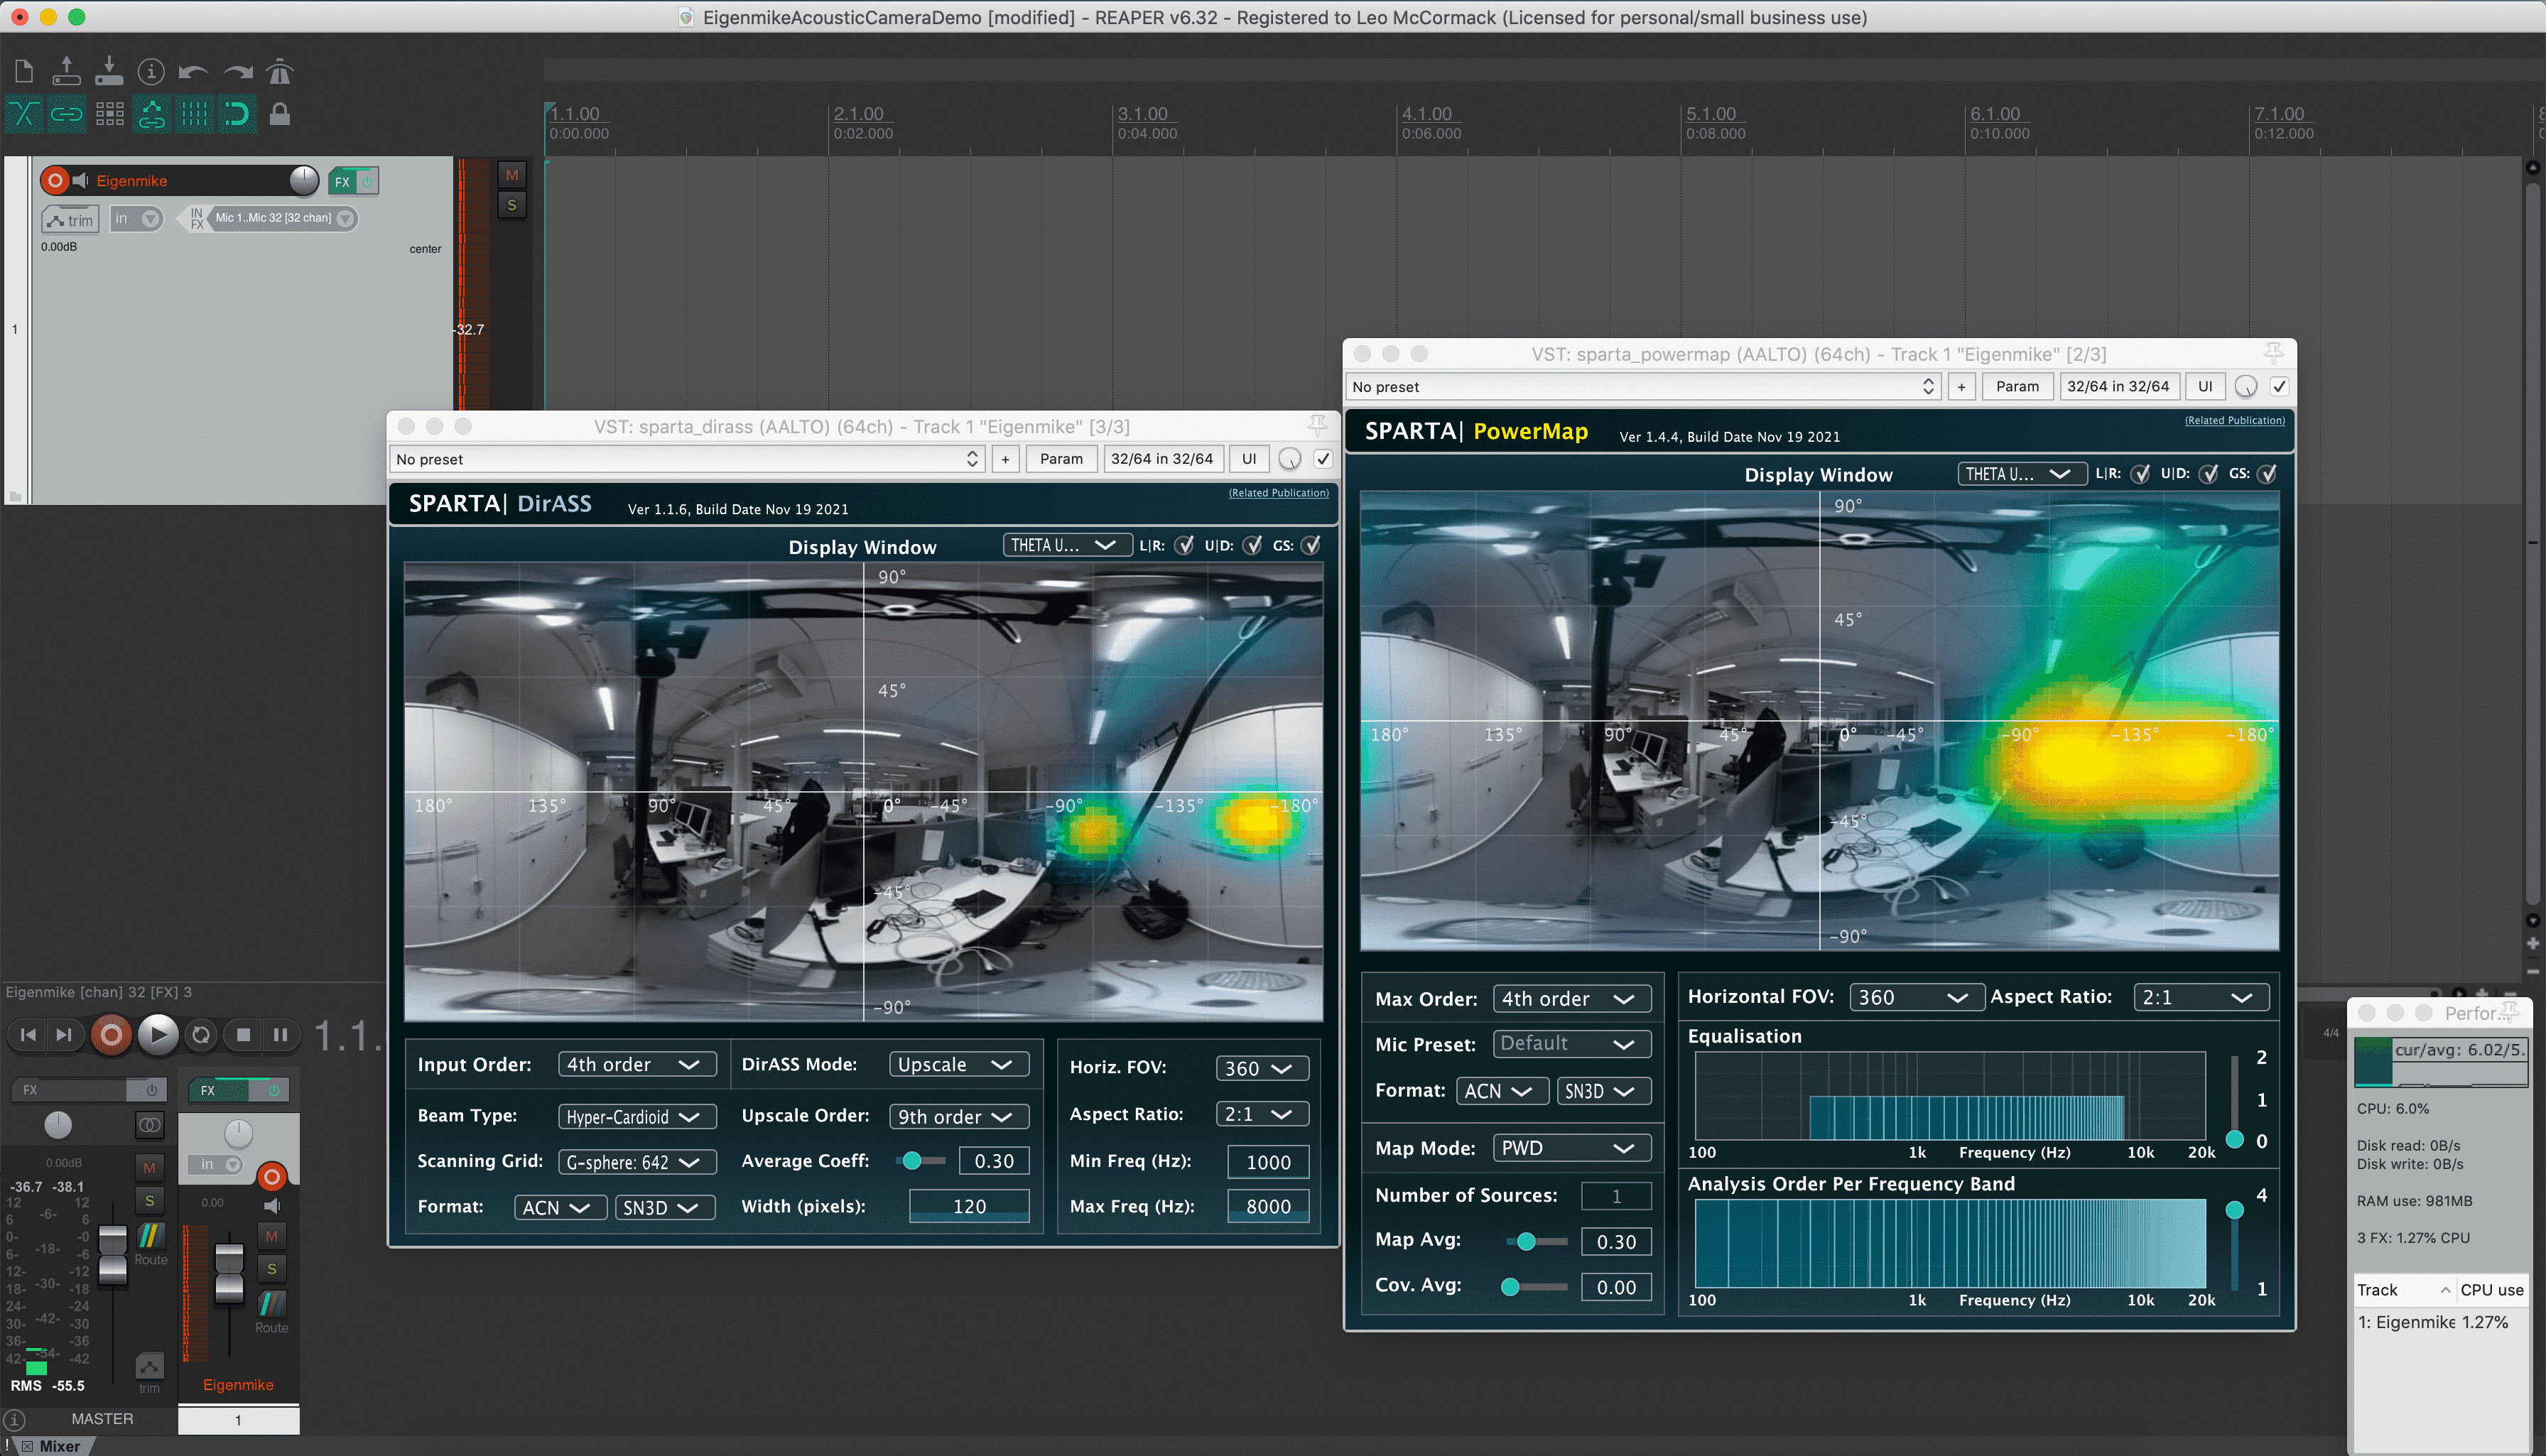 EigenmikeAcousticCameraDemo [modified] - REAPER v6.32 - Registered to Leo McCormack (Licensed for personal/small business use)
1.1.00 2.1.00 3.1.00 4.1.00 5.1.00 6.1.00 7.1.00 8
0:00.000 0:02.000 0:04.000 0:06.000 0:08.000 0:10.000 0:12.000
Eigenmike FX M
trim in IN FX Mic 1..Mic 32 [32 chan] S
0.00dB center
1 -32.7
VST: sparta_dirass (AALTO) (64ch) - Track 1 "Eigenmike" [3/3]
No preset + Param 32/64 in 32/64 UI
SPARTA| DirASS Ver 1.1.6, Build Date Nov 19 2021 (Related Publication)
Display Window THETA U... L|R: U|D: GS:
90°
45°
180° 135° 90° 45° 0° -45° -90° -135° -180°
-45°
-90°
Input Order: 4th order DirASS Mode: Upscale Horiz. FOV: 360
Beam Type: Hyper-Cardioid Upscale Order: 9th order Aspect Ratio: 2:1
Scanning Grid: G-sphere: 642 Average Coeff: 0.30 Min Freq (Hz): 1000
Format: ACN SN3D Width (pixels): 120 Max Freq (Hz): 8000
VST: sparta_powermap (AALTO) (64ch) - Track 1 "Eigenmike" [2/3]
No preset + Param 32/64 in 32/64 UI
SPARTA| PowerMap Ver 1.4.4, Build Date Nov 19 2021 (Related Publication)
Display Window THETA U... L|R: U|D: GS:
90°
45°
180° 135° 90° 45° 0° -45° -90° -135° -180°
-45°
-90°
Max Order: 4th order Horizontal FOV: 360 Aspect Ratio: 2:1
Mic Preset: Default
Format: ACN SN3D
Map Mode: PWD
Number of Sources: 1
Map Avg: 0.30
Cov. Avg: 0.00
Equalisation
2
1
0
100 1k Frequency (Hz) 10k 20k
Analysis Order Per Frequency Band
4
1
100 1k Frequency (Hz) 10k 20k
Eigenmike [chan] 32 [FX] 3
1.1.
4/4
FX FX
in
0.00dB M
-36.7 -38.1 S 0.00
12 12
6 -6- 6
0- -0
6- -18- -6
12- -12
18- -30- -18
24- -24
30- -42- -30
36- -36
42- -54- -42
Route
M
S
Route
RMS -55.5 trim Eigenmike
MASTER 1
! Mixer
Perfor...
cur/avg: 6.02/5.
CPU: 6.0%
Disk read: 0B/s
Disk write: 0B/s
RAM use: 981MB
3 FX: 1.27% CPU
Track CPU use
1: Eigenmike 1.27%